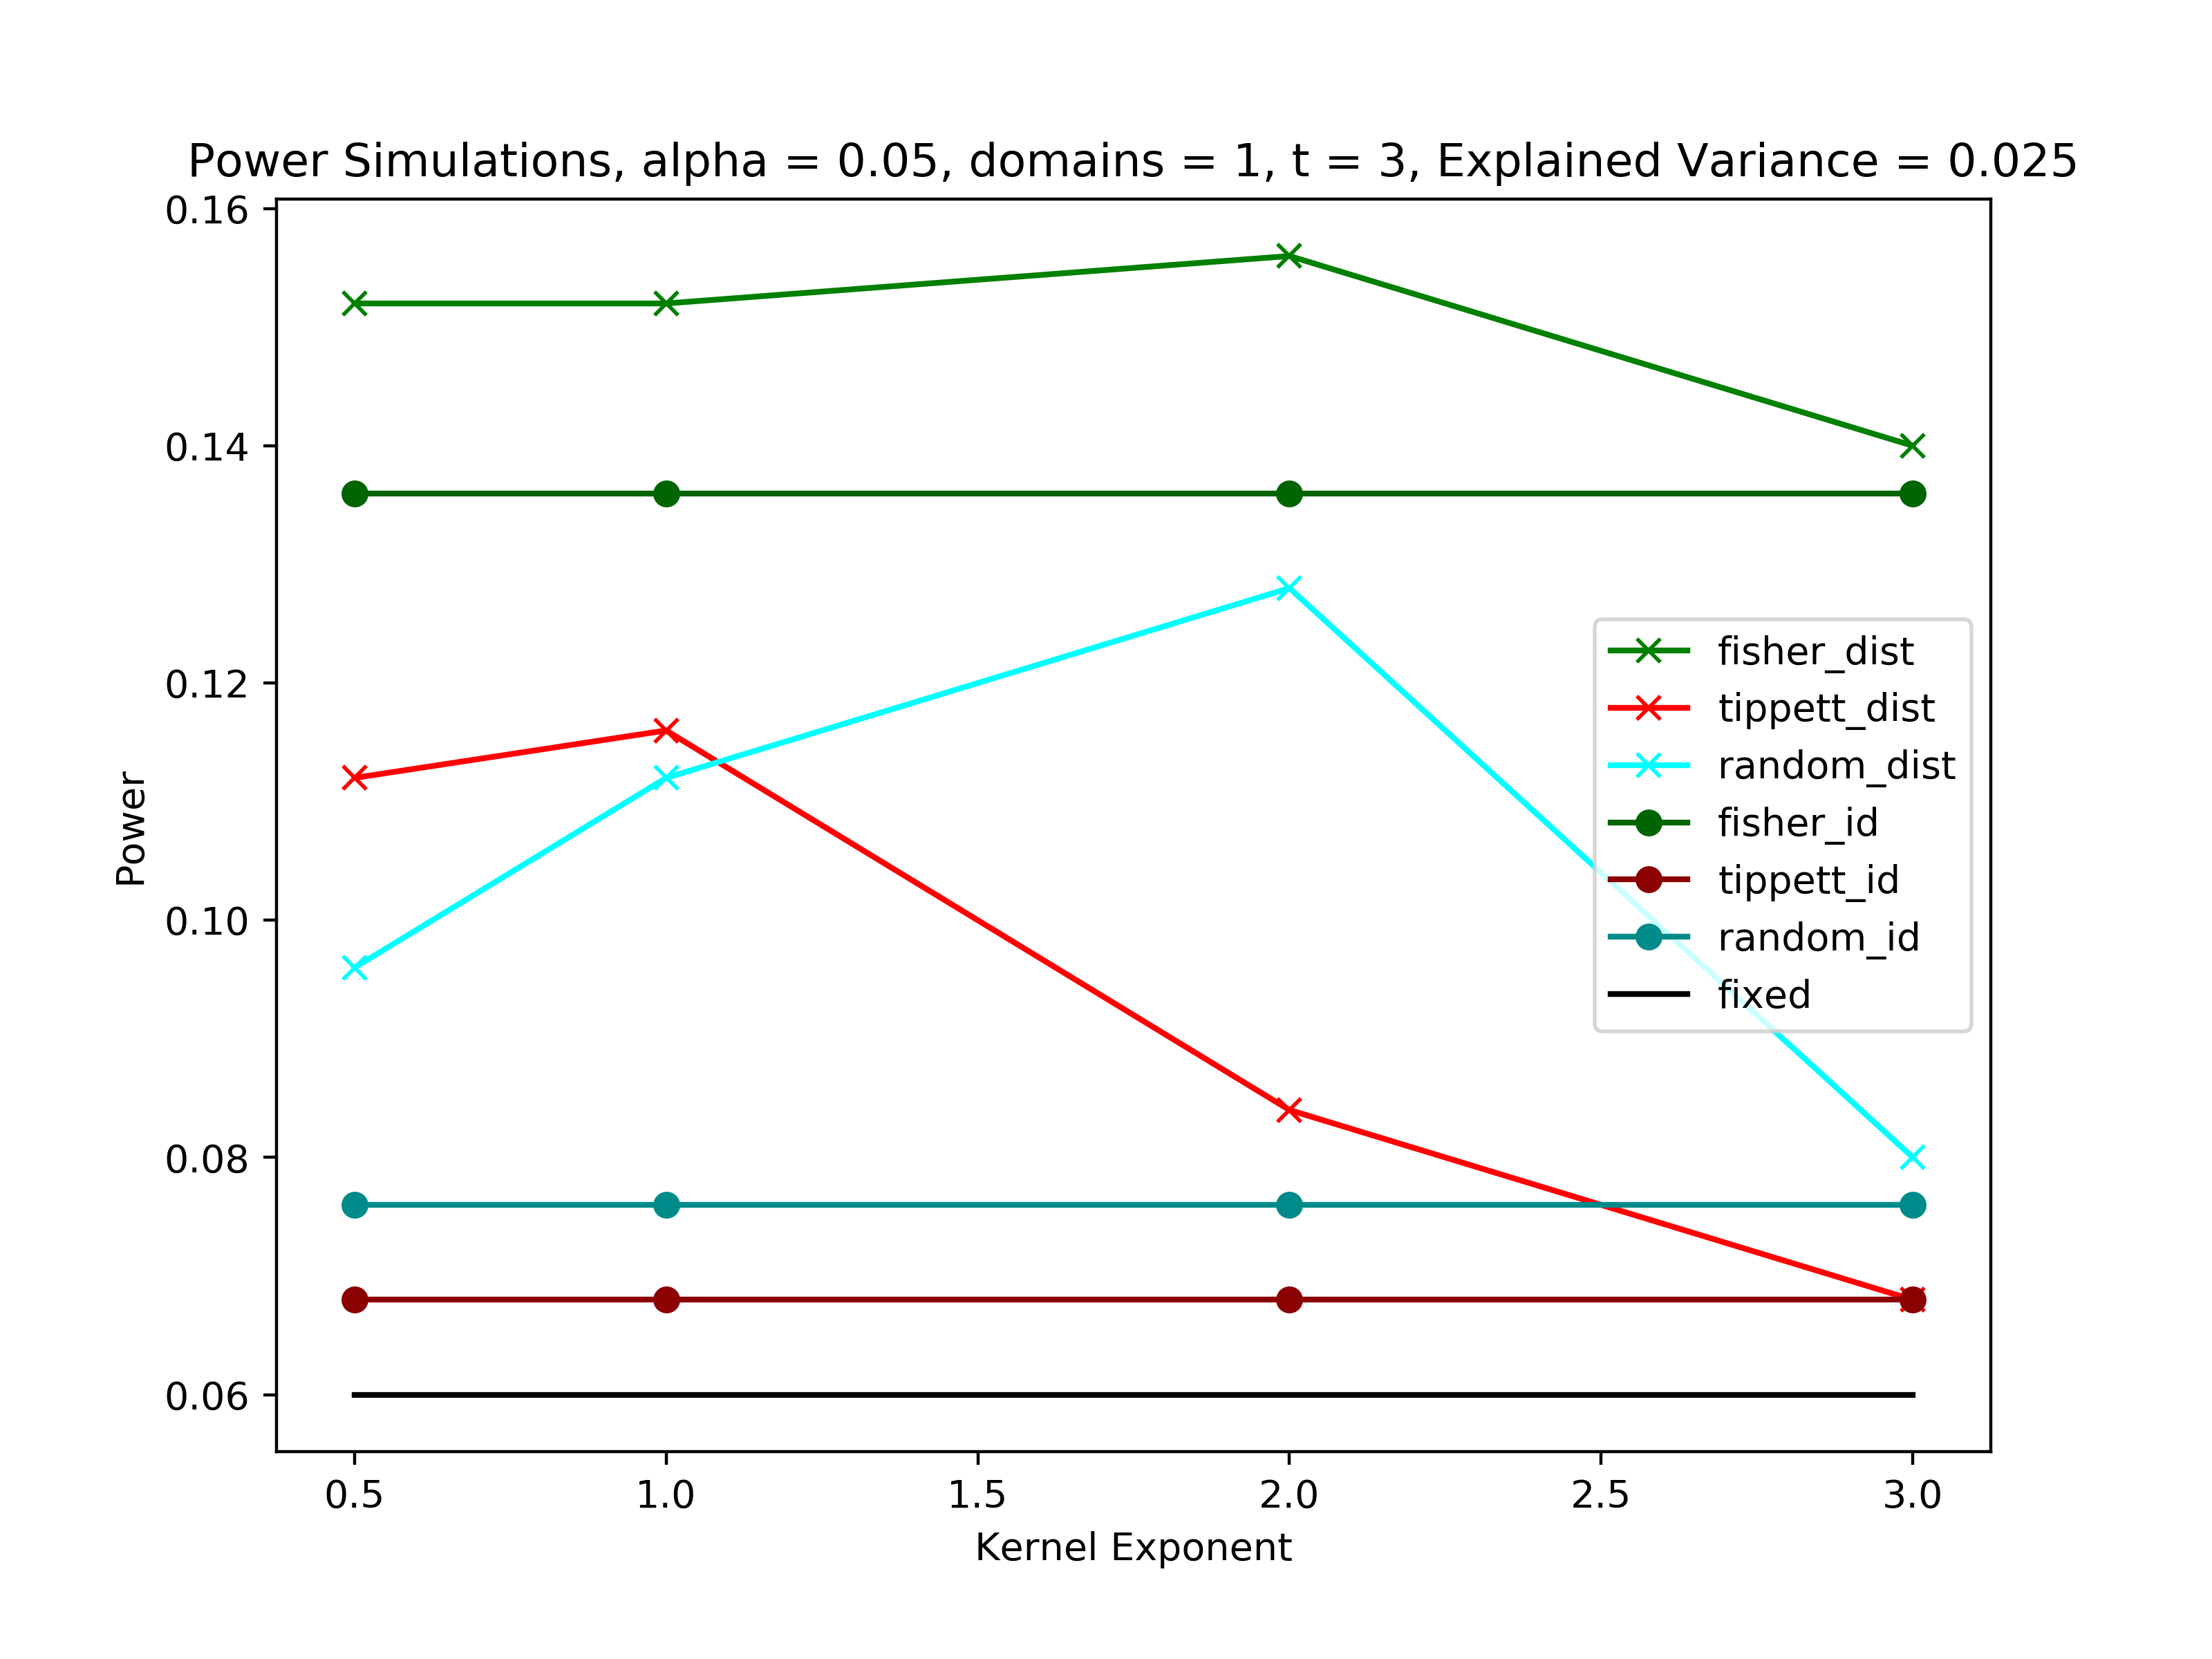 Power Simulations, alpha = 0.05, domains = 1, t = 3, Explained Variance = 0.025
0.16
0.14
0.12
0.10
0.08
0.06
Power
fisher_dist
tippett_dist
random_dist
fisher_id
tippett_id
random_id
fixed
0.5 1.0 1.5 2.0 2.5 3.0
Kernel Exponent